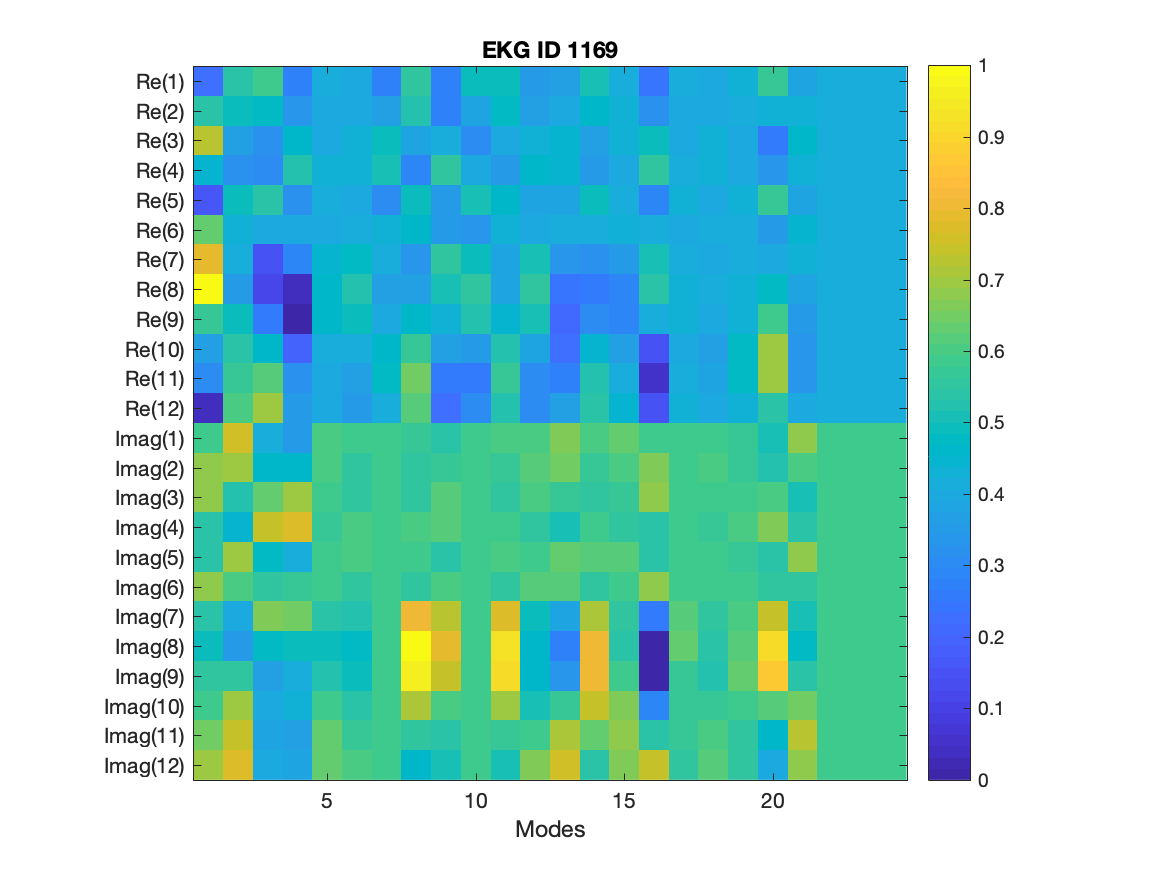 EKG ID 1169
Re(1)
Re(2)
Re(3)
Re(4)
Re(5)
Re(6)
Re(7)
Re(8)
Re(9)
Re(10)
Re(11)
Re(12)
Imag(1)
Imag(2)
Imag(3)
Imag(4)
Imag(5)
Imag(6)
Imag(7)
Imag(8)
Imag(9)
Imag(10)
Imag(11)
Imag(12)
5 10 15 20
Modes
1
0.9
0.8
0.7
0.6
0.5
0.4
0.3
0.2
0.1
0